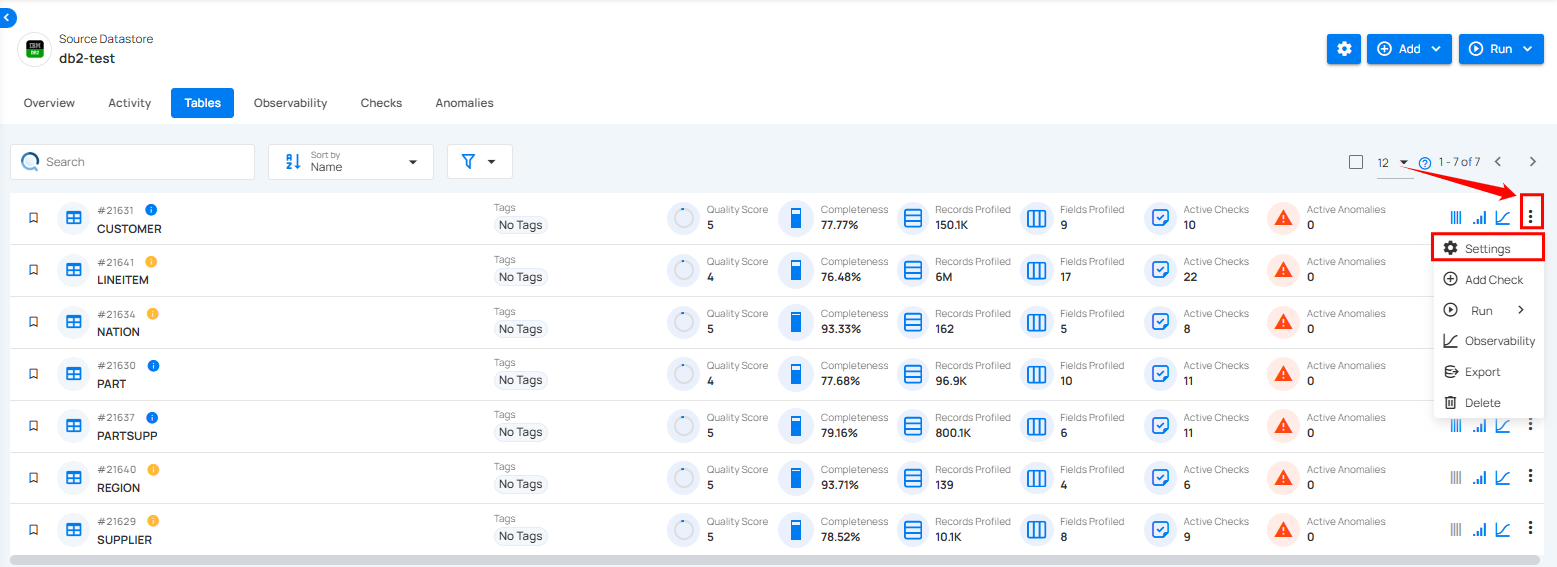 Source Datastore
IBM
DB2
db2-test
Add
Run
Overview
Activity
Tables
Observability
Checks
Anomalies
Search
A
Z
Sort by
Name
12
?
1 - 7 of 7
#21631
i
CUSTOMER
Tags
No Tags
Quality Score
5
Completeness
77.77%
Records Profiled
150.1K
Fields Profiled
9
Active Checks
10
Active Anomalies
0
Settings
Add Check
Run
Observability
Export
Delete
#21641
i
LINEITEM
Tags
No Tags
Quality Score
4
Completeness
76.48%
Records Profiled
6M
Fields Profiled
17
Active Checks
22
Active Anomalies
0
#21634
i
NATION
Tags
No Tags
Quality Score
5
Completeness
93.33%
Records Profiled
162
Fields Profiled
5
Active Checks
8
Active Anomalies
0
#21630
i
PART
Tags
No Tags
Quality Score
4
Completeness
77.68%
Records Profiled
96.9K
Fields Profiled
10
Active Checks
11
Active Anomalies
0
#21637
i
PARTSUPP
Tags
No Tags
Quality Score
5
Completeness
79.16%
Records Profiled
800.1K
Fields Profiled
6
Active Checks
11
Active Anomalies
0
#21640
i
REGION
Tags
No Tags
Quality Score
5
Completeness
93.71%
Records Profiled
139
Fields Profiled
4
Active Checks
6
Active Anomalies
0
#21629
i
SUPPLIER
Tags
No Tags
Quality Score
5
Completeness
78.52%
Records Profiled
10.1K
Fields Profiled
8
Active Checks
9
Active Anomalies
0